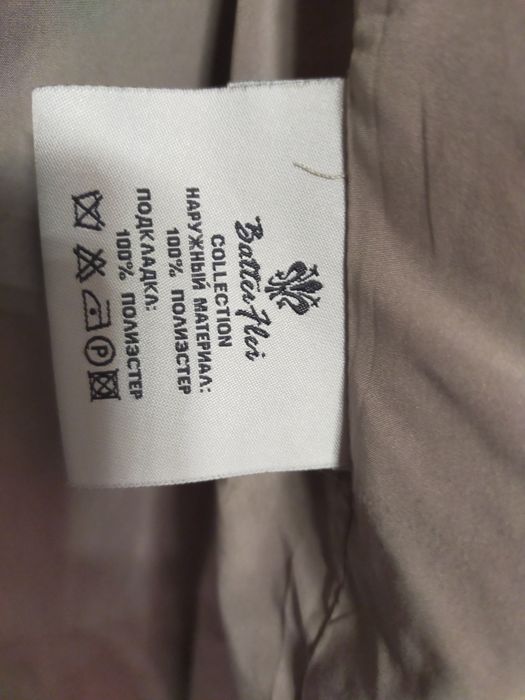 Batter Flei
COLLECTION
НАРУЖНЫЙ МАТЕРИАЛ:
100% ПОЛИЭСТЕР
ПОДКЛАДКА:
100% ПОЛИЭСТЕР
P